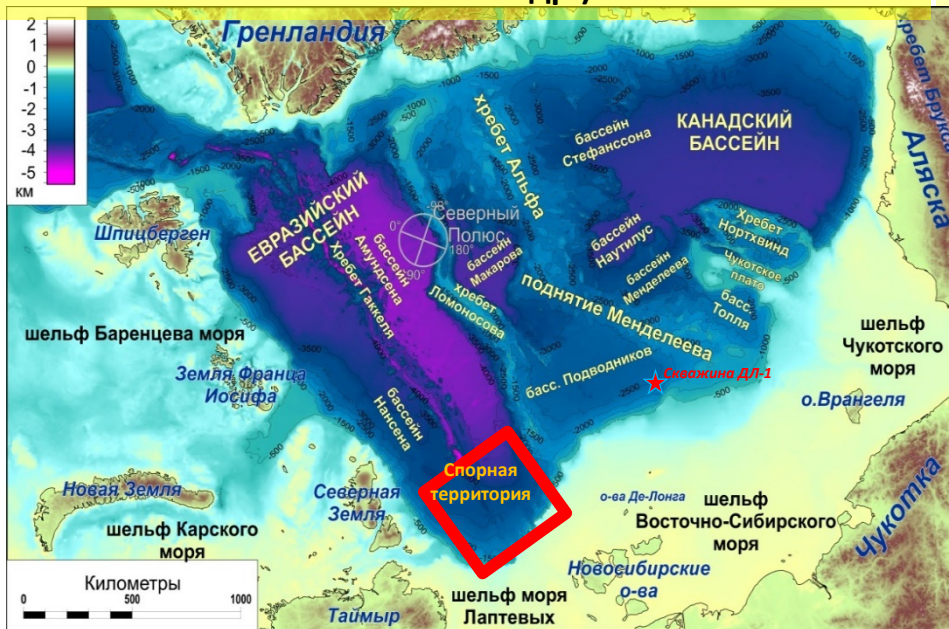 2
1
0
-1
-2
-3
-4
-5
км
Гренландия
хребет Альфа
бассейн
Стефанссона
КАНАДСКИЙ
БАССЕЙН
Аляска
Шпицберген
ЕВРАЗИЙСКИЙ
БАССЕЙН
бассейн
Амундсена
Хребет Гаккеля
-98°
0°
180°
90°
Северный
Полюс
бассейн
Макарова
хребет
Ломоносова
бассейн
Наутилус
бассейн
Менделеева
Хребет
Нортхвинд
Чукотское
плато
басс.
Толля
поднятие Менделеева
басс. Подводников
Скважина ДЛ-1
шельф
Чукотского
моря
о.Врангеля
шельф Баренцева моря
Земля Франца
Иосифа
бассейн
Нансена
Спорная
территория
Новая Земля
Северная
Земля
шельф Карского
моря
о-ва Де-Лонга
шельф
Восточно-Сибирского
моря
Чукотка
Новосибирские
о-ва
шельф моря
Лаптевых
Таймыр
Километры
0 500 1000